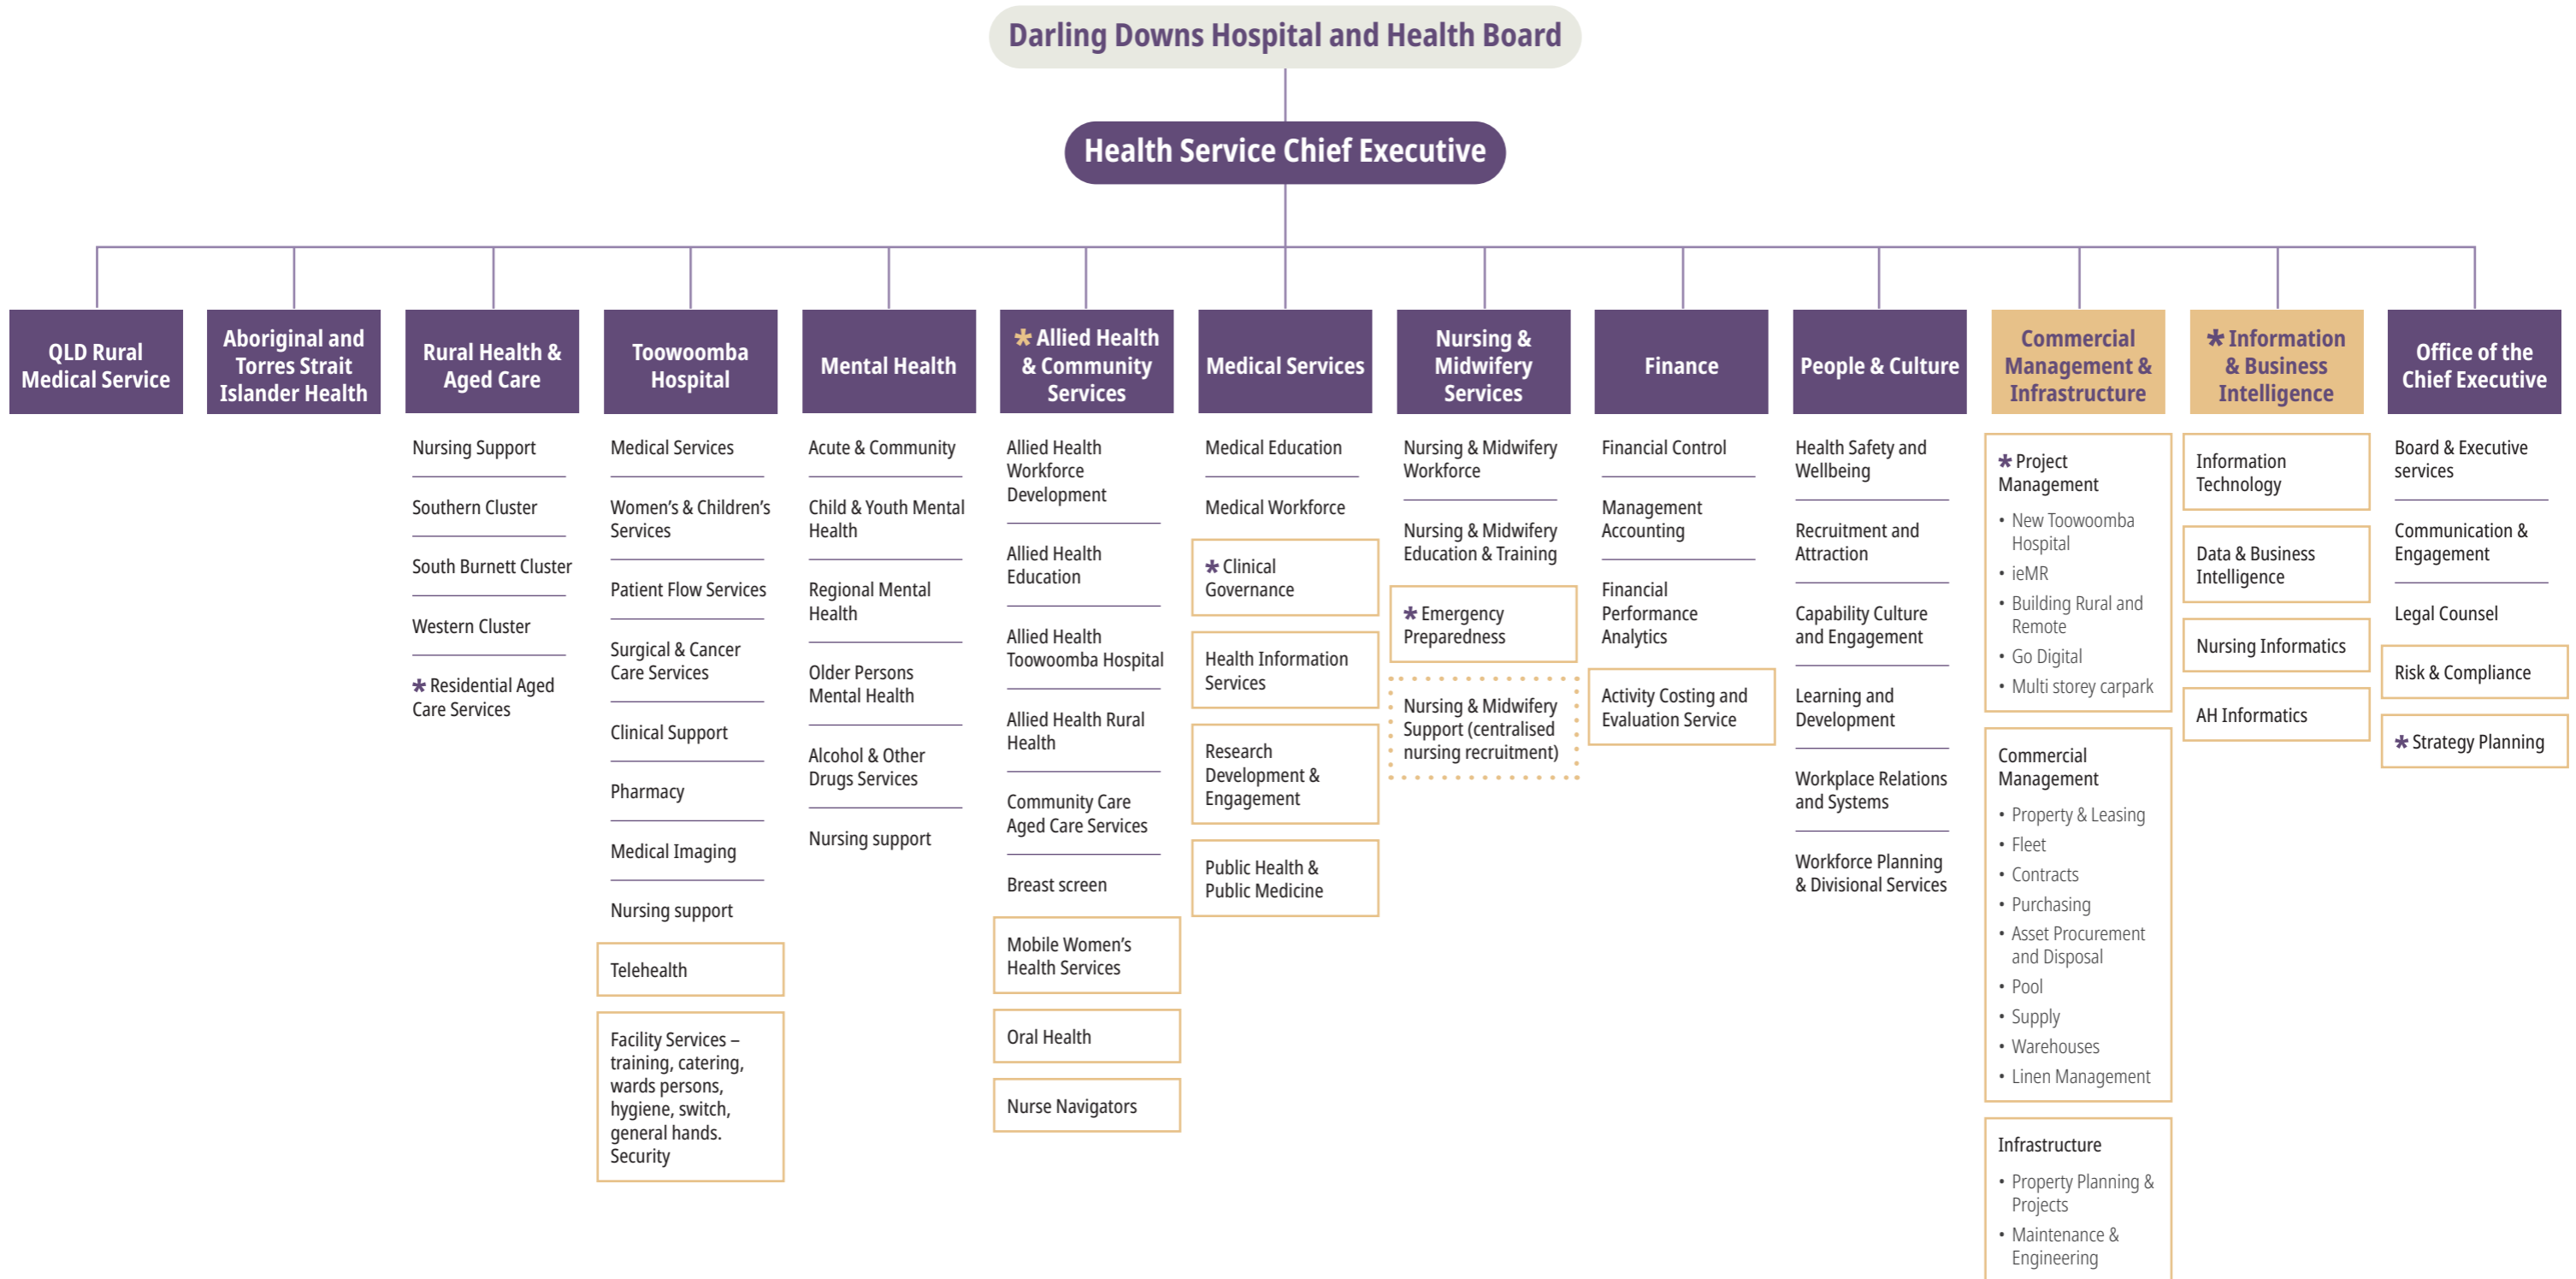 Darling Downs Hospital and Health Board
Health Service Chief Executive
QLD Rural
Medical Service
Aboriginal and
Torres Strait
Islander Health
Rural Health &
Aged Care
Nursing Support
Southern Cluster
South Burnett Cluster
Western Cluster
* Residential Aged
Care Services
Toowoomba
Hospital
Medical Services
Women's & Children's
Services
Patient Flow Services
Surgical & Cancer
Care Services
Clinical Support
Pharmacy
Medical Imaging
Nursing support
Telehealth
Facility Services –
training, catering,
wards persons,
hygiene, switch,
general hands.
Security
Mental Health
Acute & Community
Child & Youth Mental
Health
Regional Mental
Health
Older Persons
Mental Health
Alcohol & Other
Drugs Services
Nursing support
* Allied Health
& Community
Services
Allied Health
Workforce
Development
Allied Health
Education
Allied Health
Toowoomba Hospital
Allied Health Rural
Health
Community Care
Aged Care Services
Breast screen
Mobile Women's
Health Services
Oral Health
Nurse Navigators
Medical Services
Medical Education
Medical Workforce
* Clinical
Governance
Health Information
Services
Research
Development &
Engagement
Public Health &
Public Medicine
Nursing &
Midwifery
Services
Nursing & Midwifery
Workforce
Nursing & Midwifery
Education & Training
* Emergency
Preparedness
Nursing & Midwifery
Support (centralised
nursing recruitment)
Finance
Financial Control
Management
Accounting
Financial
Performance
Analytics
Activity Costing and
Evaluation Service
People & Culture
Health Safety and
Wellbeing
Recruitment and
Attraction
Capability Culture
and Engagement
Learning and
Development
Workplace Relations
and Systems
Workforce Planning
& Divisional Services
Commercial
Management &
Infrastructure
* Project
Management
• New Toowoomba
Hospital
• ieMR
• Building Rural and
Remote
• Go Digital
• Multi storey carpark
Commercial
Management
• Property & Leasing
• Fleet
• Contracts
• Purchasing
• Asset Procurement
and Disposal
• Pool
• Supply
• Warehouses
• Linen Management
Infrastructure
• Property Planning &
Projects
• Maintenance &
Engineering
* Information
& Business
Intelligence
Information
Technology
Data & Business
Intelligence
Nursing Informatics
AH Informatics
Office of the
Chief Executive
Board & Executive
services
Communication &
Engagement
Legal Counsel
Risk & Compliance
* Strategy Planning